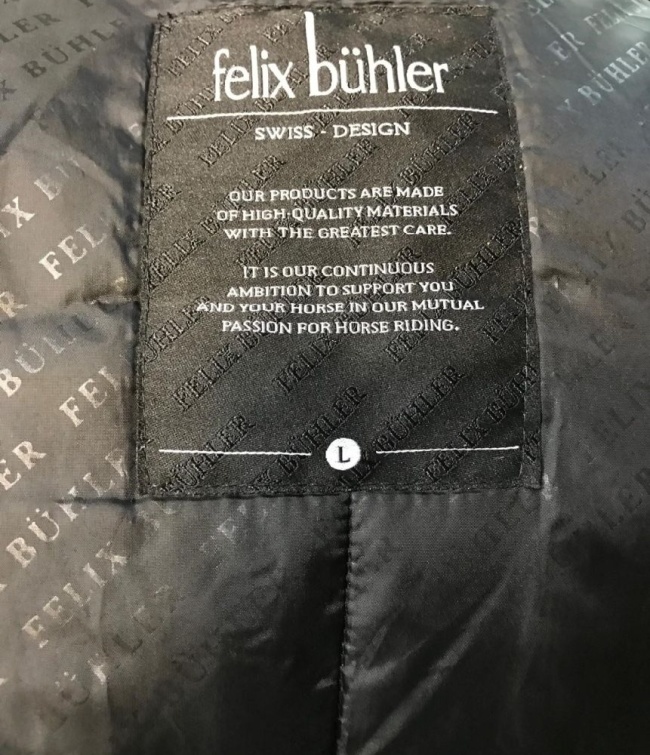 felix bühler
SWISS - DESIGN
OUR PRODUCTS ARE MADE
OF HIGH-QUALITY MATERIALS
WITH THE GREATEST CARE.
IT IS OUR CONTINUOUS
AMBITION TO SUPPORT YOU
AND YOUR HORSE IN OUR MUTUAL
PASSION FOR HORSE RIDING.
L